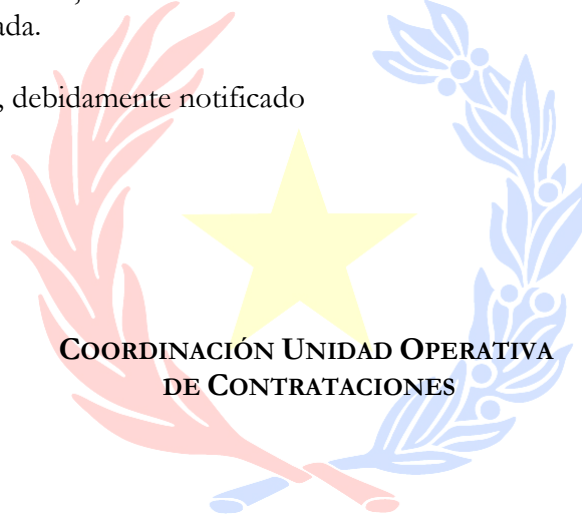 ada.
, debidamente notificado
COORDINACIÓN UNIDAD OPERATIVA
DE CONTRATACIONES